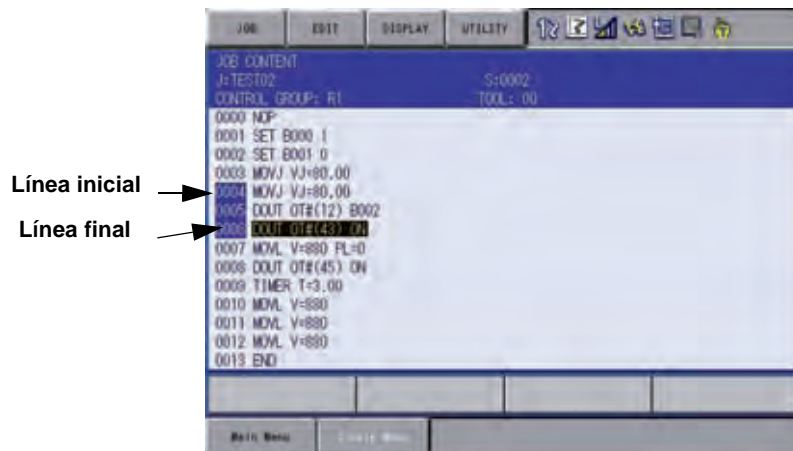 JOB EDIT DISPLAY UTILITY
JOB CONTENT
J:TEST02 S:0002
CONTROL GROUP: R1 TOOL: 00
0000 NOP
0001 SET B000 1
0002 SET B001 0
0003 MOVJ VJ=80.00
Línea inicial
0004 MOVJ VJ=80.00
0005 DOUT OT#(12) B002
Línea final
0006 DOUT OT#(43) ON
0007 MOVL V=880 PL=0
0008 DOUT OT#(45) ON
0009 TIMER T=3.00
0010 MOVL V=880
0011 MOVL V=880
0012 MOVL V=880
0013 END
Main Menu